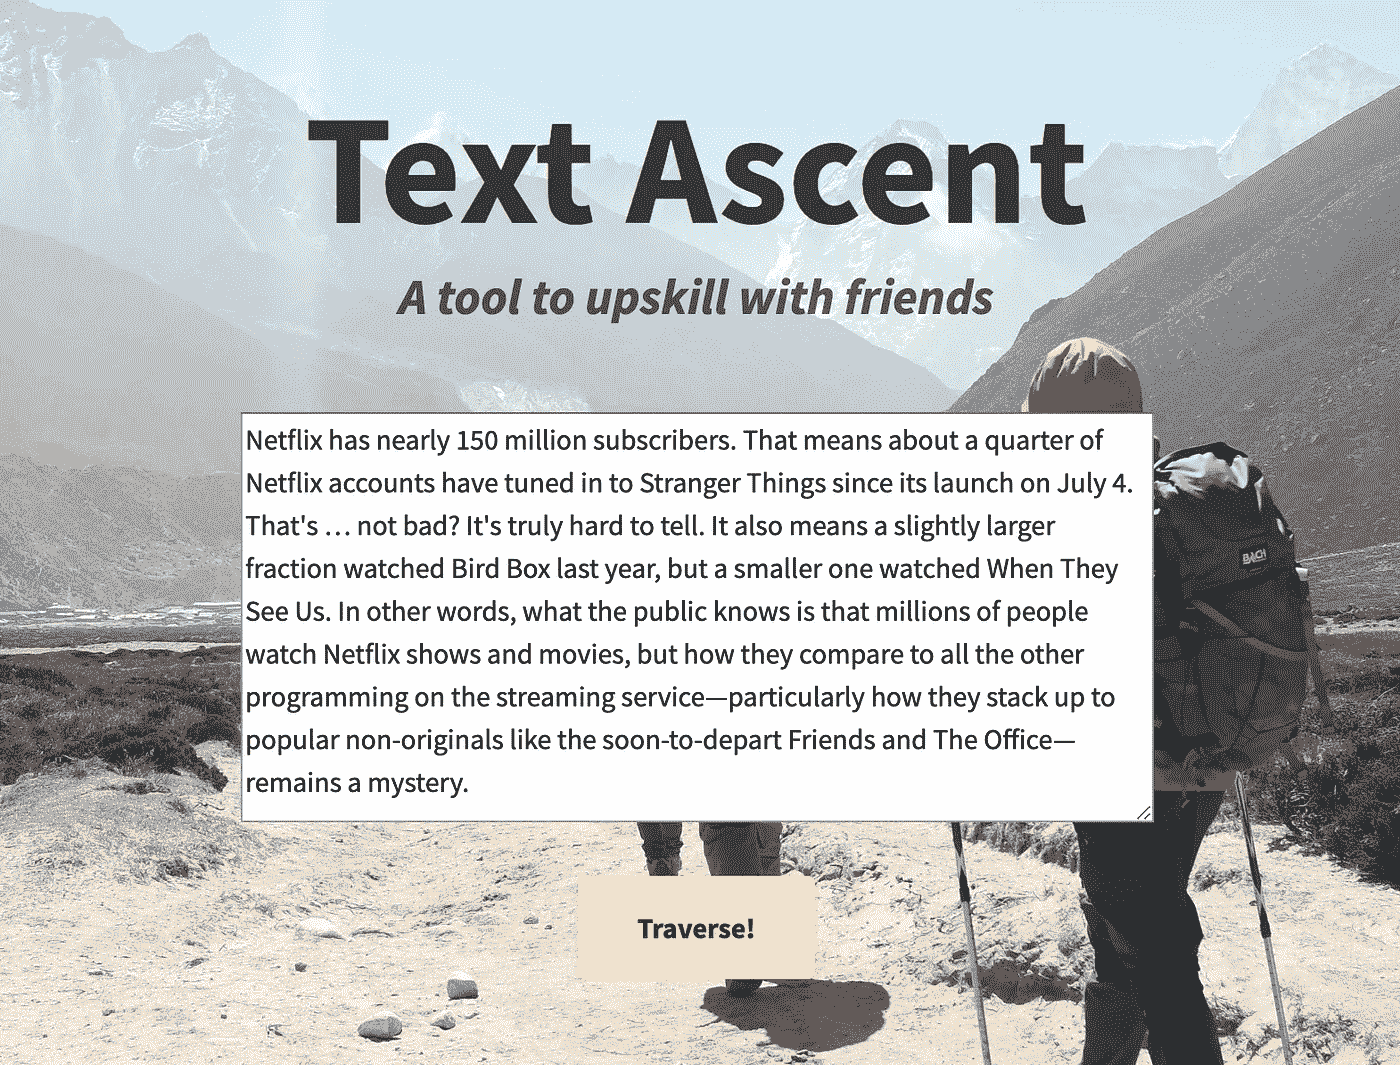 Text Ascent
A tool to upskill with friends
Netflix has nearly 150 million subscribers. That means about a quarter of
Netflix accounts have tuned in to Stranger Things since its launch on July 4.
That's … not bad? It's truly hard to tell. It also means a slightly larger
fraction watched Bird Box last year, but a smaller one watched When They
See Us. In other words, what the public knows is that millions of people
watch Netflix shows and movies, but how they compare to all the other
programming on the streaming service—particularly how they stack up to
popular non-originals like the soon-to-depart Friends and The Office—
remains a mystery.
BACH
Traverse!